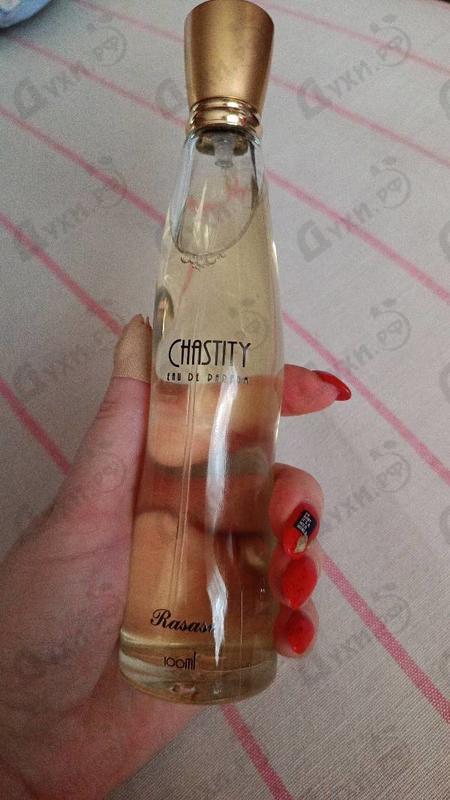 CHASTITY
EAU DE PARFUM
Rasasi
100ml
Духи.РФ